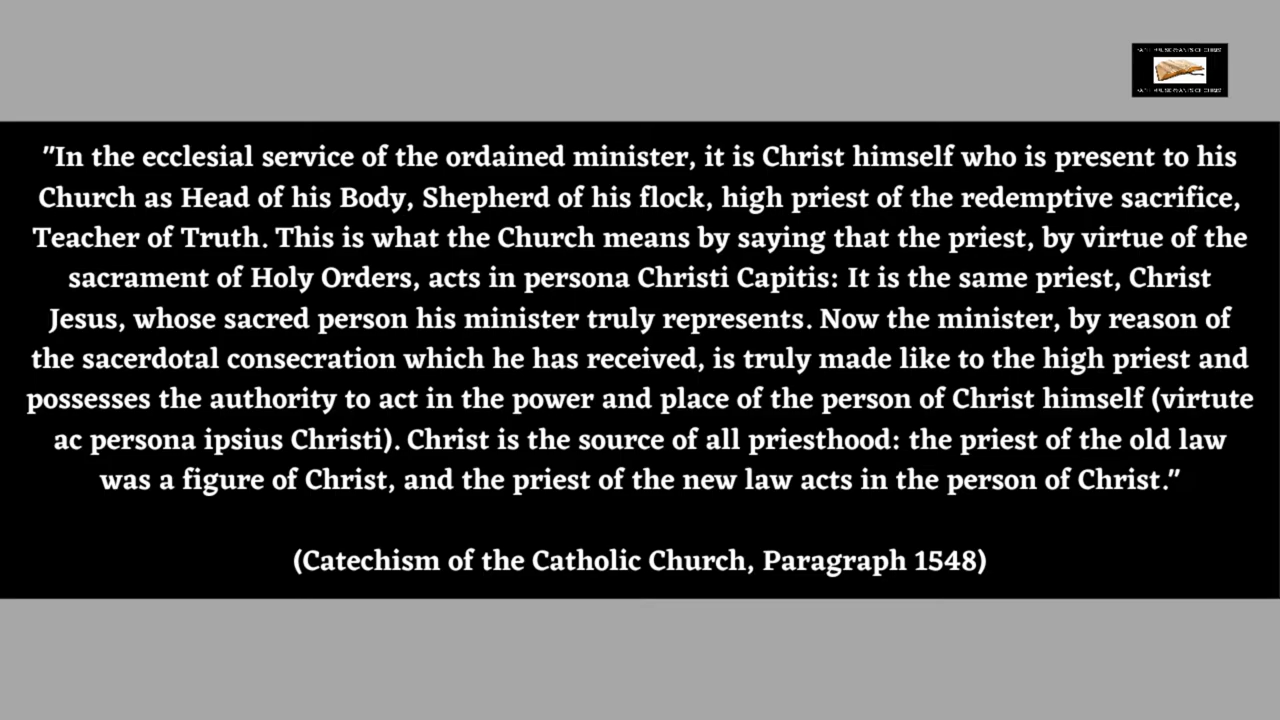 "In the ecclesial service of the ordained minister, it is Christ himself who is present to his
Church as Head of his Body, Shepherd of his flock, high priest of the redemptive sacrifice,
Teacher of Truth. This is what the Church means by saying that the priest, by virtue of the
sacrament of Holy Orders, acts in persona Christi Capitis: It is the same priest, Christ
Jesus, whose sacred person his minister truly represents. Now the minister, by reason of
the sacerdotal consecration which he has received, is truly made like to the high priest and
possesses the authority to act in the power and place of the person of Christ himself (virtute
ac persona ipsius Christi). Christ is the source of all priesthood: the priest of the old law
was a figure of Christ, and the priest of the new law acts in the person of Christ."
(Catechism of the Catholic Church, Paragraph 1548)